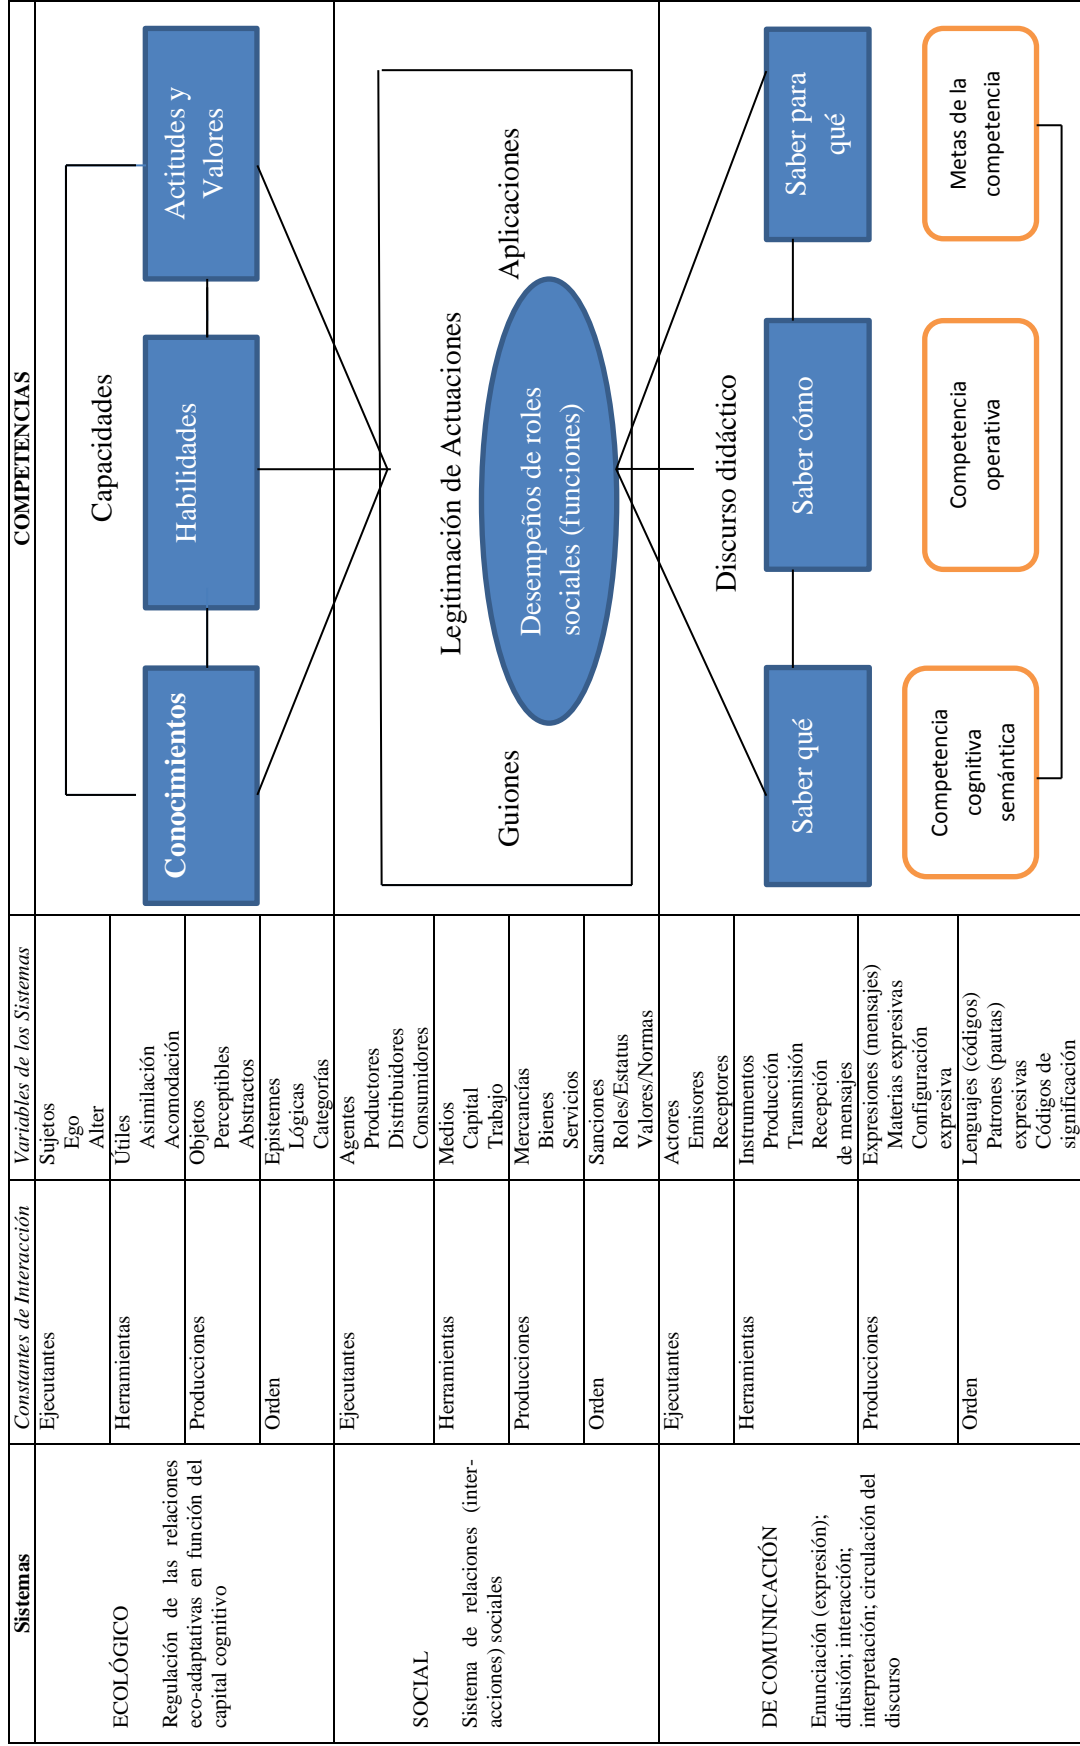 Sistemas
Constantes de Interacción
Variables de los Sistemas
COMPETENCIAS
ECOLÓGICO
Regulación de las relaciones
eco-adaptativas en función del
capital cognitivo
Ejecutantes
Sujetos
Ego
Alter
Herramientas
Útiles
Asimilación
Acomodación
Producciones
Objetos
Perceptibles
Abstractos
Orden
Epistemes
Lógicas
Categorías
Capacidades
Conocimientos
Habilidades
Actitudes y
Valores
SOCIAL
Sistema de relaciones (inter-
acciones) sociales
Ejecutantes
Agentes
Productores
Distribuidores
Consumidores
Herramientas
Medios
Capital
Trabajo
Producciones
Mercancías
Bienes
Servicios
Orden
Sanciones
Roles/Estatus
Valores/Normas
Legitimación de Actuaciones
Guiones
Aplicaciones
Desempeños de roles
sociales (funciones)
DE COMUNICACIÓN
Enunciación (expresión);
difusión; interacción;
interpretación; circulación del
discurso
Ejecutantes
Actores
Emisores
Receptores
Herramientas
Instrumentos
Producción
Transmisión
Recepción
de mensajes
Producciones
Expresiones (mensajes)
Materias expresivas
Configuración
expresiva
Orden
Lenguajes (códigos)
Patrones (pautas)
expresivas
Códigos de
significación
Discurso didáctico
Saber qué
Saber cómo
Saber para
qué
Competencia
cognitiva
semántica
Competencia
operativa
Metas de la
competencia